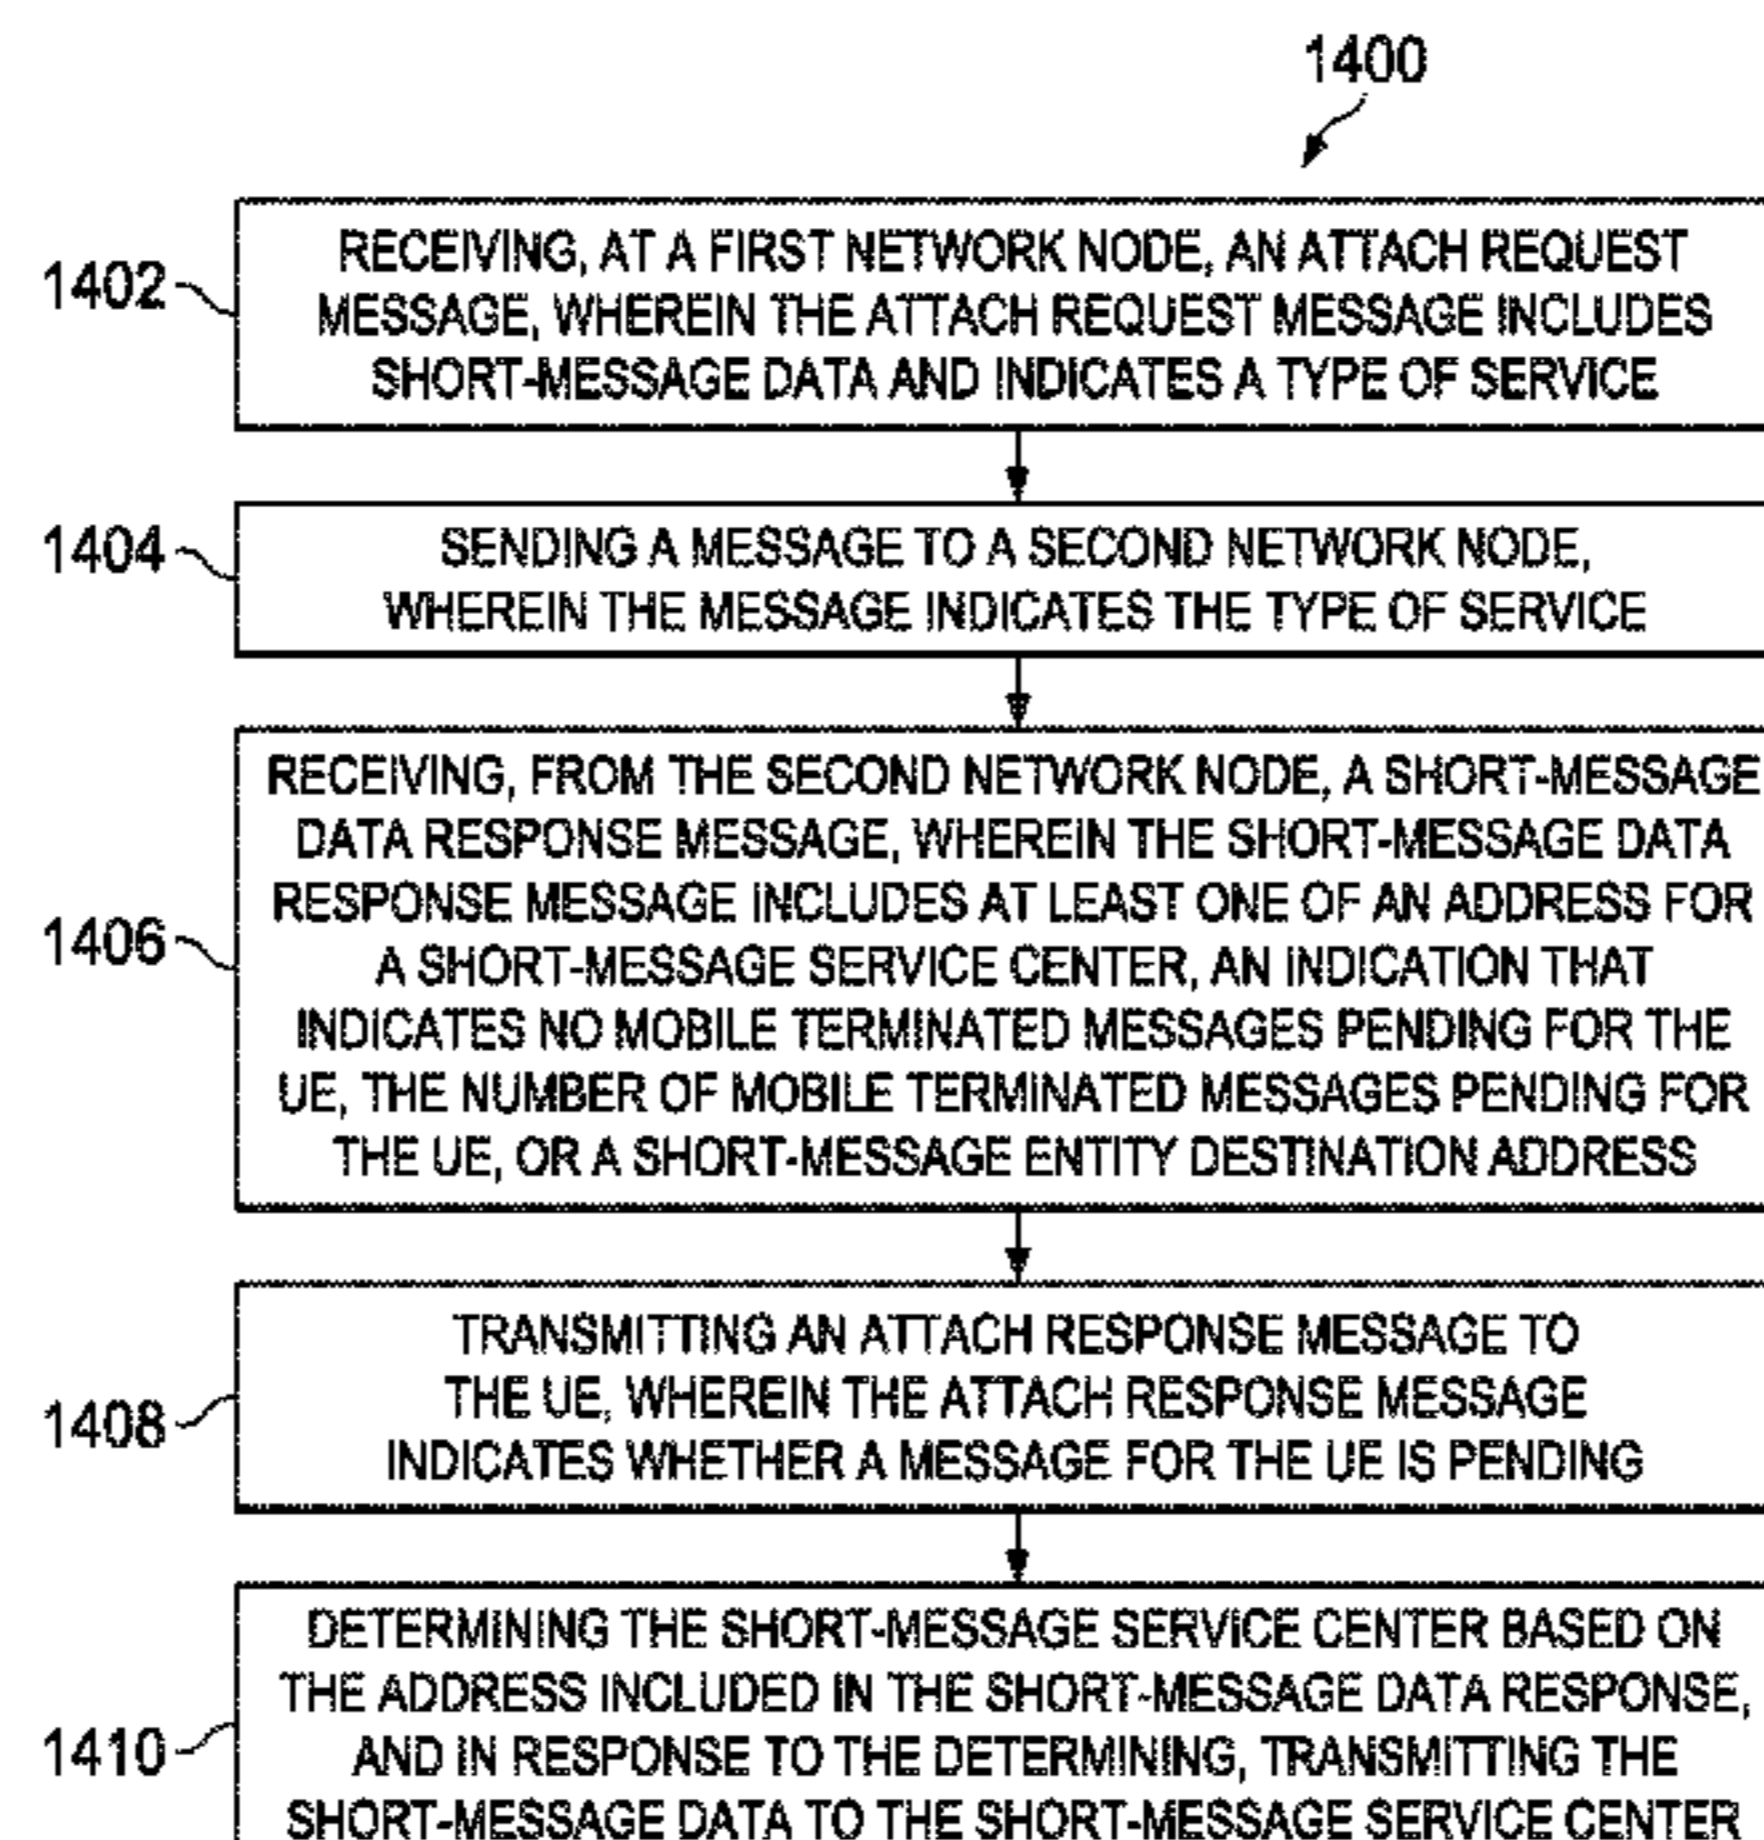 1400
1402
RECEIVING, AT A FIRST NETWORK NODE, AN ATTACH REQUEST
MESSAGE, WHEREIN THE ATTACH REQUEST MESSAGE INCLUDES
SHORT-MESSAGE DATA AND INDICATES A TYPE OF SERVICE
1404
SENDING A MESSAGE TO A SECOND NETWORK NODE,
WHEREIN THE MESSAGE INDICATES THE TYPE OF SERVICE
1406
RECEIVING, FROM THE SECOND NETWORK NODE, A SHORT-MESSAGE
DATA RESPONSE MESSAGE, WHEREIN THE SHORT-MESSAGE DATA
RESPONSE MESSAGE INCLUDES AT LEAST ONE OF AN ADDRESS FOR
A SHORT-MESSAGE SERVICE CENTER, AN INDICATION THAT
INDICATES NO MOBILE TERMINATED MESSAGES PENDING FOR THE
UE, THE NUMBER OF MOBILE TERMINATED MESSAGES PENDING FOR
THE UE, OR A SHORT-MESSAGE ENTITY DESTINATION ADDRESS
1408
TRANSMITTING AN ATTACH RESPONSE MESSAGE TO
THE UE, WHEREIN THE ATTACH RESPONSE MESSAGE
INDICATES WHETHER A MESSAGE FOR THE UE IS PENDING
1410
DETERMINING THE SHORT-MESSAGE SERVICE CENTER BASED ON
THE ADDRESS INCLUDED IN THE SHORT-MESSAGE DATA RESPONSE,
AND IN RESPONSE TO THE DETERMINING, TRANSMITTING THE
SHORT-MESSAGE DATA TO THE SHORT-MESSAGE SERVICE CENTER